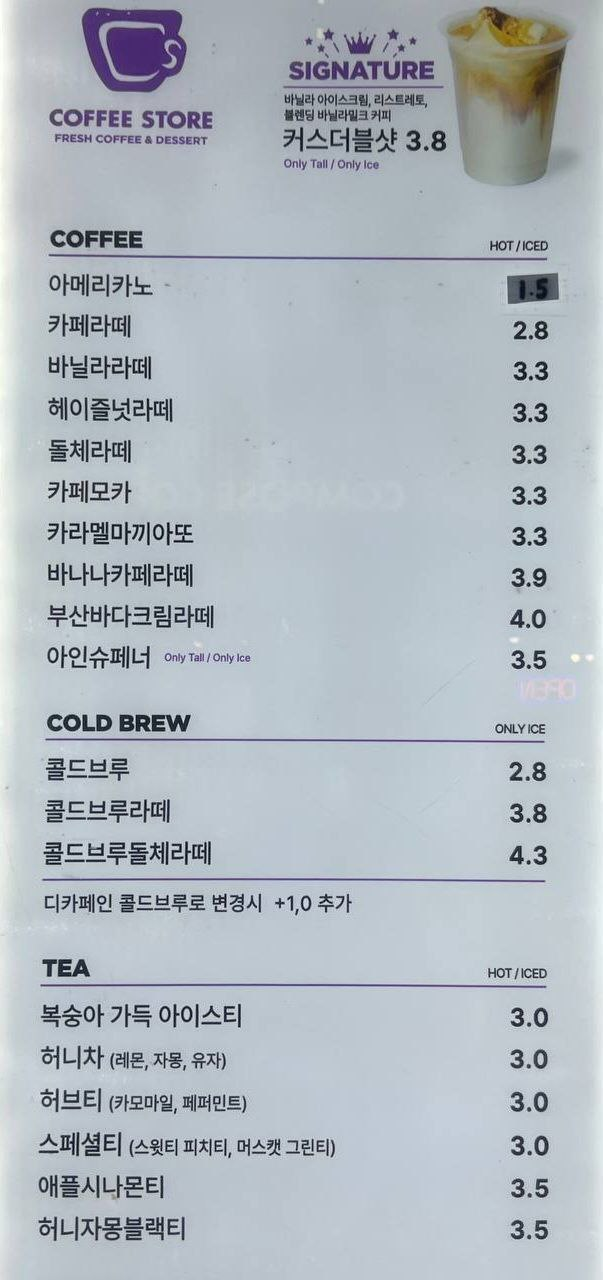 COFFEE STORE
FRESH COFFEE & DESSERT
SIGNATURE
바닐라 아이스크림, 리스트레토,
블렌딩 바닐라밀크 커피
커스더블샷 3.8
Only Tall / Only Ice
COFFEE HOT / ICED
아메리카노 1.5
카페라떼 2.8
바닐라라떼 3.3
헤이즐넛라떼 3.3
돌체라떼 3.3
카페모카 3.3
카라멜마끼아또 3.3
바나나카페라떼 3.9
부산바다크림라떼 4.0
아인슈페너 Only Tall / Only Ice 3.5
OPEN
COLD BREW ONLY ICE
콜드브루 2.8
콜드브루라떼 3.8
콜드브루돌체라떼 4.3
디카페인 콜드브루로 변경시 +1,0 추가
TEA HOT / ICED
복숭아 가득 아이스티 3.0
허니차 (레몬, 자몽, 유자) 3.0
허브티 (카모마일, 페퍼민트) 3.0
스페셜티 (스윗티 피치티, 머스캣 그린티) 3.0
애플시나몬티 3.5
허니자몽블랙티 3.5